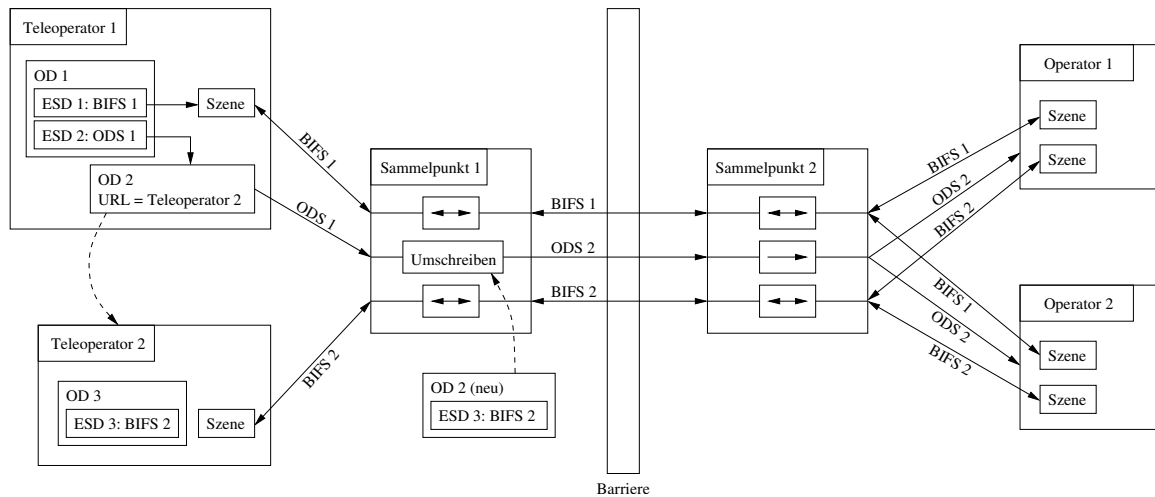 Teleoperator 1
OD 1
ESD 1: BIFS 1
ESD 2: ODS 1
Szene
OD 2
URL = Teleoperator 2
BIFS 1
ODS 1
Teleoperator 2
OD 3
ESD 3: BIFS 2
Szene
BIFS 2
Sammelpunkt 1
Umschreiben
OD 2 (neu)
ESD 3: BIFS 2
BIFS 1
ODS 2
BIFS 2
Barriere
Sammelpunkt 2
BIFS 1
ODS 2
BIFS 2
BIFS 1
ODS 2
BIFS 2
Operator 1
Szene
Szene
Operator 2
Szene
Szene